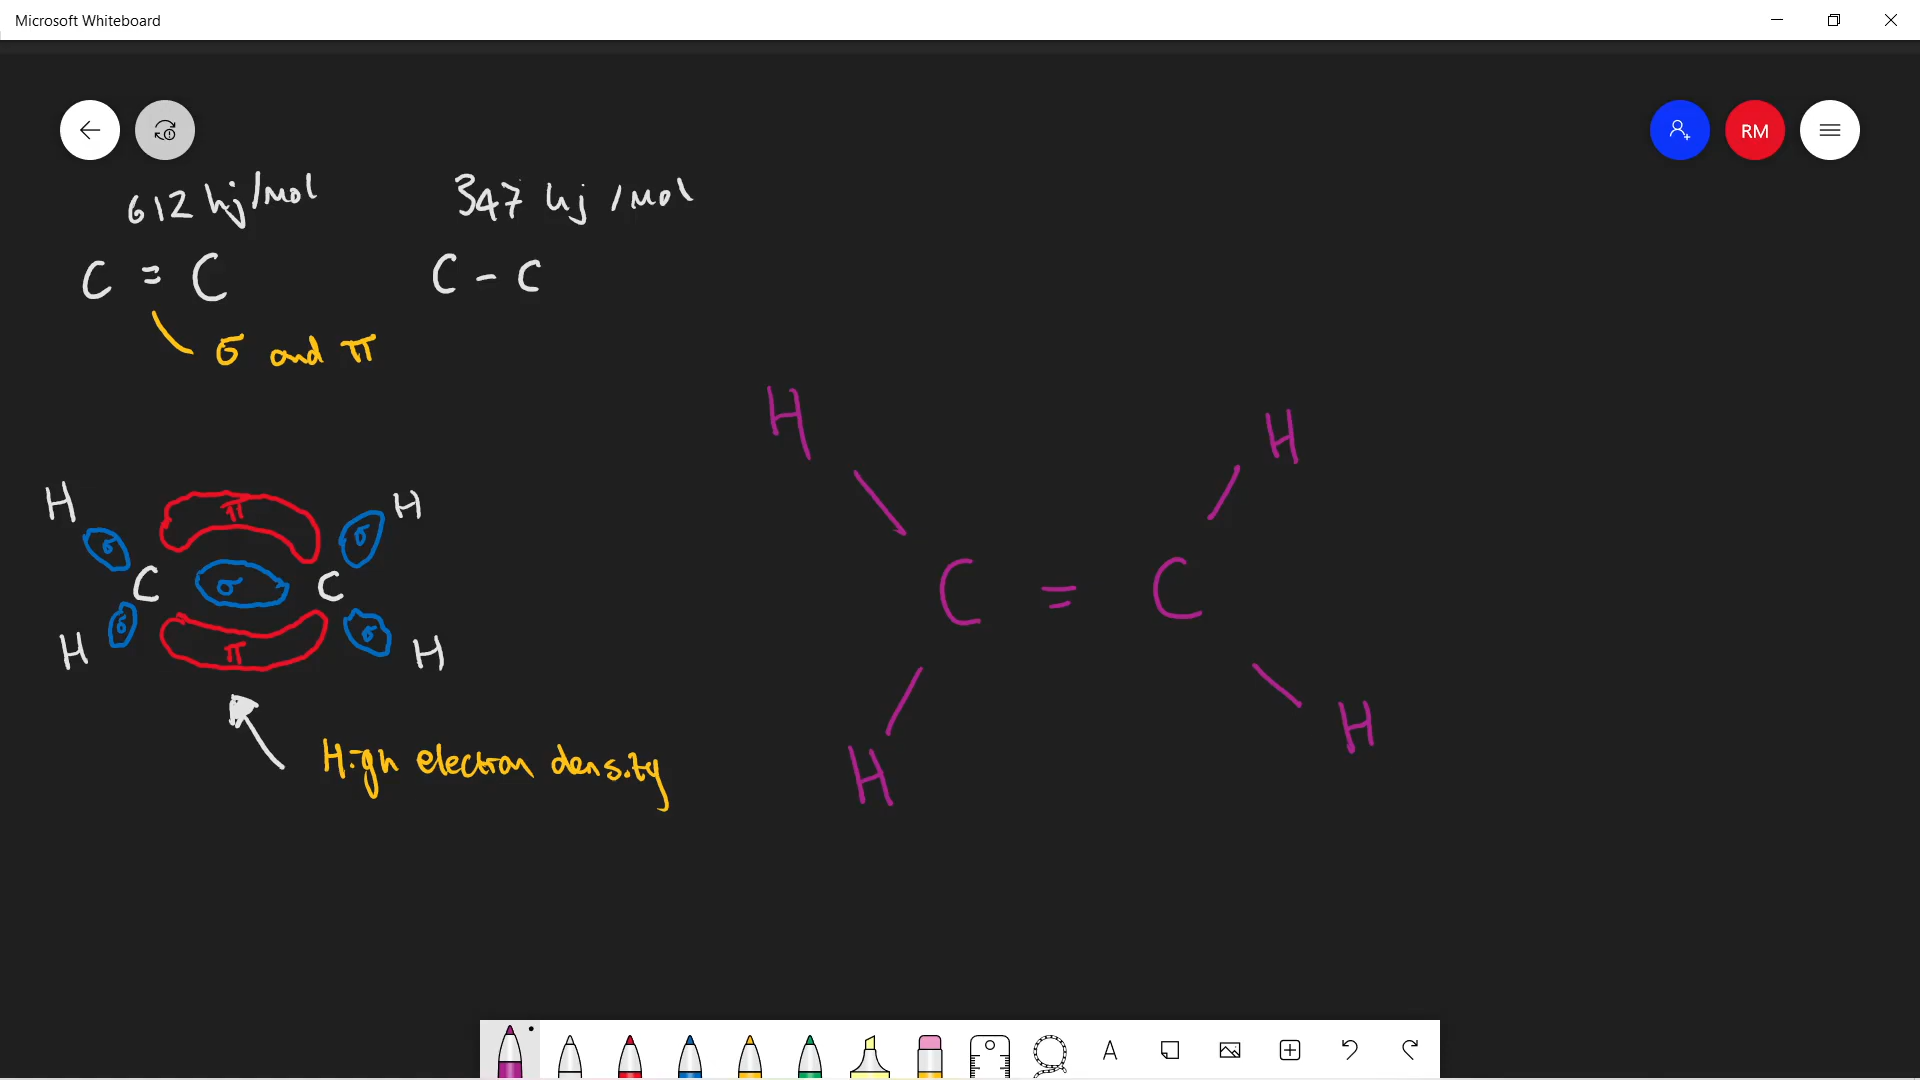 Microsoft Whiteboard
RM
612 kj/mol
347 kj/mol
C = C
C - C
σ and π
H
H
π
σ
σ
C
σ
C
σ
σ
H
π
H
High electron density
H
H
C = C
H
H
A